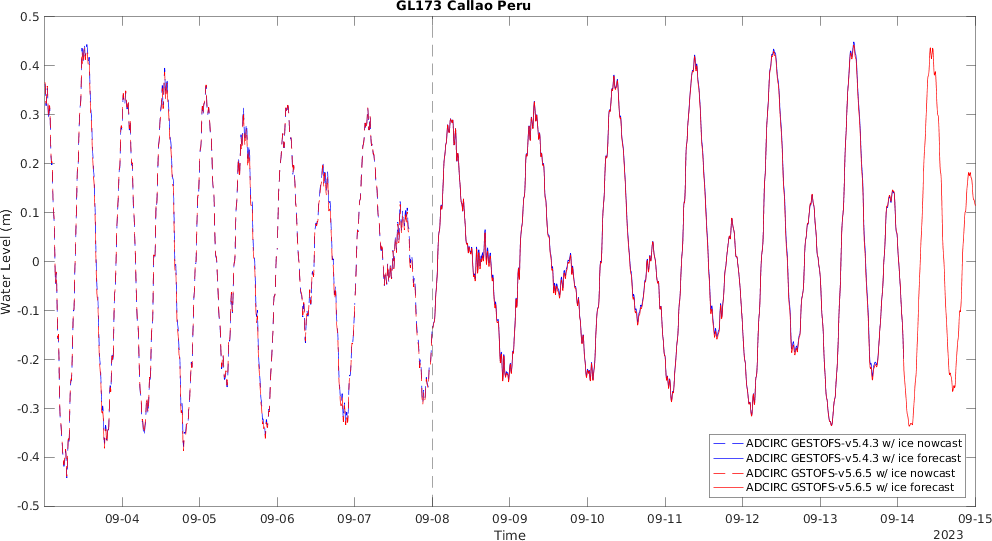 GL173 Callao Peru
0.5
0.4
0.3
0.2
0.1
0
-0.1
-0.2
-0.3
-0.4
-0.5
Water Level (m)
ADCIRC GESTOFS-v5.4.3 w/ ice nowcast
ADCIRC GESTOFS-v5.4.3 w/ ice forecast
ADCIRC GSTOFS-v5.6.5 w/ ice nowcast
ADCIRC GSTOFS-v5.6.5 w/ ice forecast
09-04 09-05 09-06 09-07 09-08 09-09 09-10 09-11 09-12 09-13 09-14 09-15
Time
2023